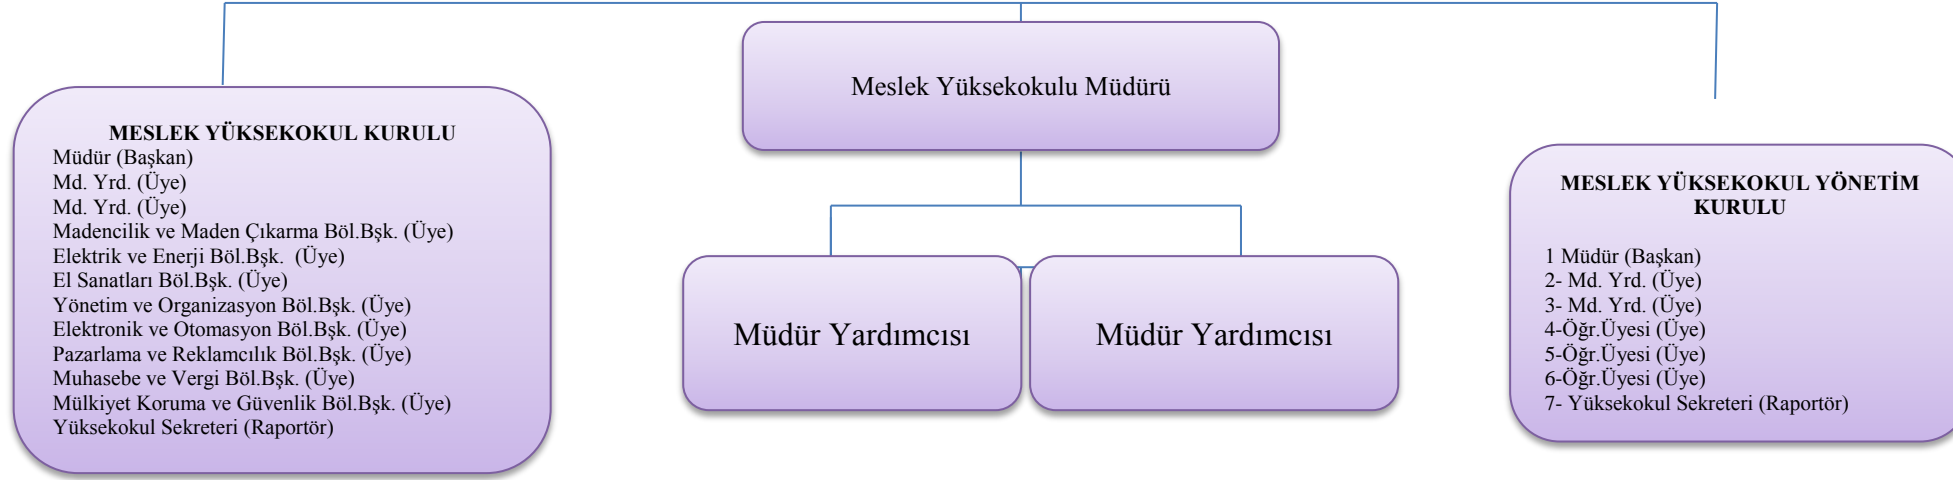 MESLEK YÜKSEKOKUL KURULU
Müdür (Başkan)
Md. Yrd. (Üye)
Md. Yrd. (Üye)
Madencilik ve Maden Çıkarma Böl.Bşk. (Üye)
Elektrik ve Enerji Böl.Bşk.  (Üye)
El Sanatları Böl.Bşk. (Üye)
Yönetim ve Organizasyon Böl.Bşk. (Üye)
Elektronik ve Otomasyon Böl.Bşk. (Üye)
Pazarlama ve Reklamcılık Böl.Bşk. (Üye)
Muhasebe ve Vergi Böl.Bşk. (Üye)
Mülkiyet Koruma ve Güvenlik Böl.Bşk. (Üye)
Yüksekokul Sekreteri (Raportör)
Meslek Yüksekokulu Müdürü
Müdür Yardımcısı
Müdür Yardımcısı
MESLEK YÜKSEKOKUL YÖNETİM
KURULU
1 Müdür (Başkan)
2- Md. Yrd. (Üye)
3- Md. Yrd. (Üye)
4-Öğr.Üyesi (Üye)
5-Öğr.Üyesi (Üye)
6-Öğr.Üyesi (Üye)
7- Yüksekokul Sekreteri (Raportör)